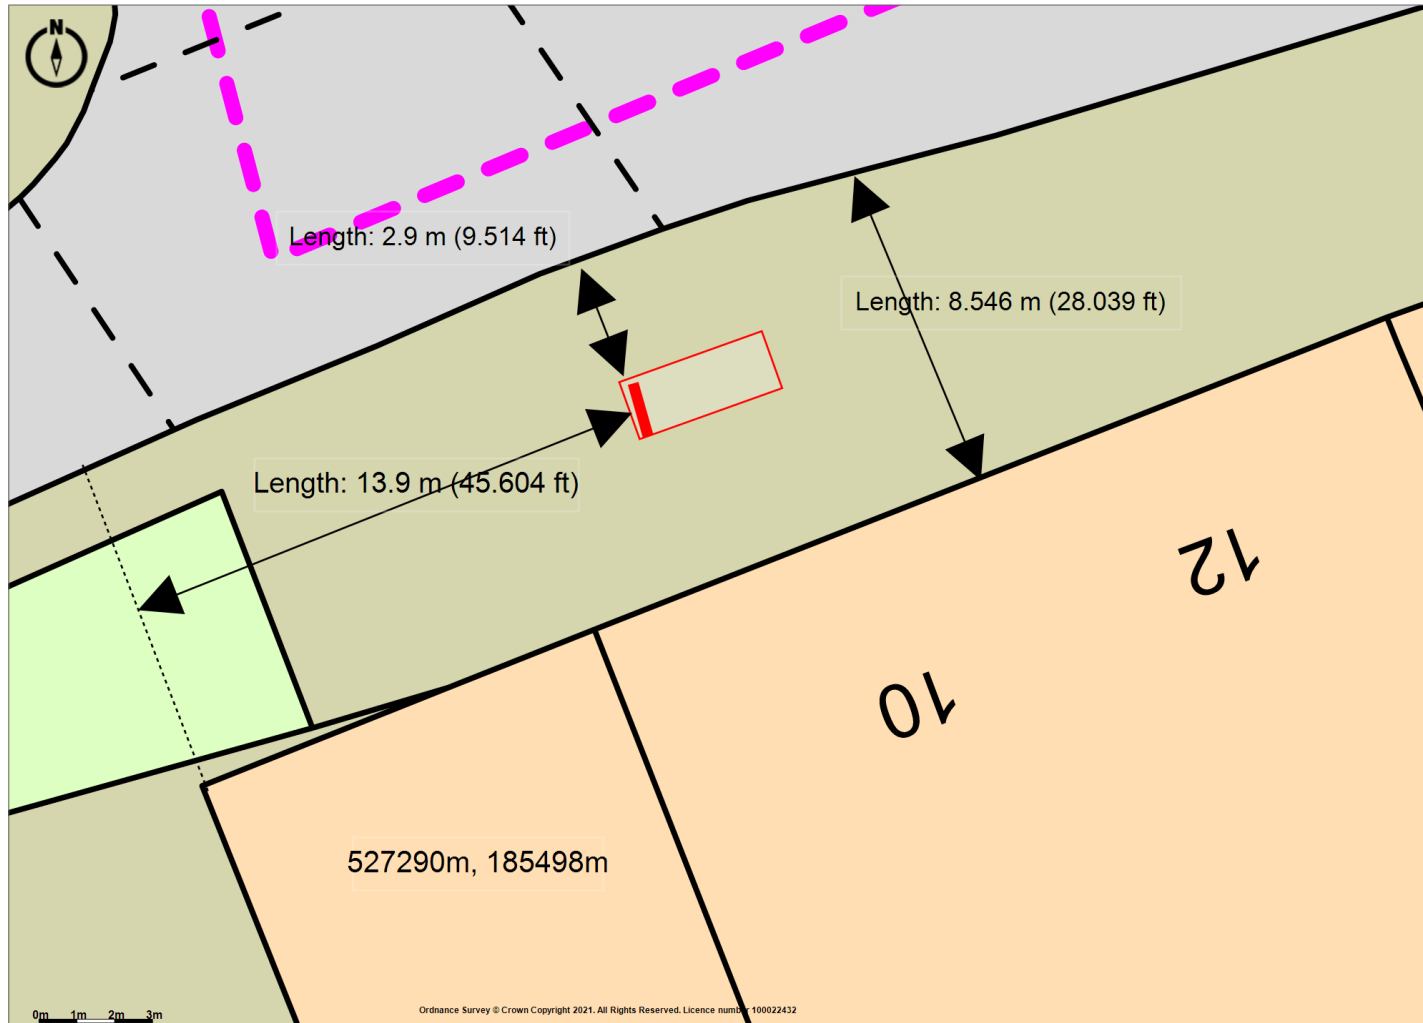 N
Length: 2.9 m (9.514 ft)
Length: 8.546 m (28.039 ft)
Length: 13.9 m (45.604 ft)
12
10
527290m, 185498m
0m 1m 2m 3m
Ordnance Survey © Crown Copyright 2021. All Rights Reserved. Licence number 100022432